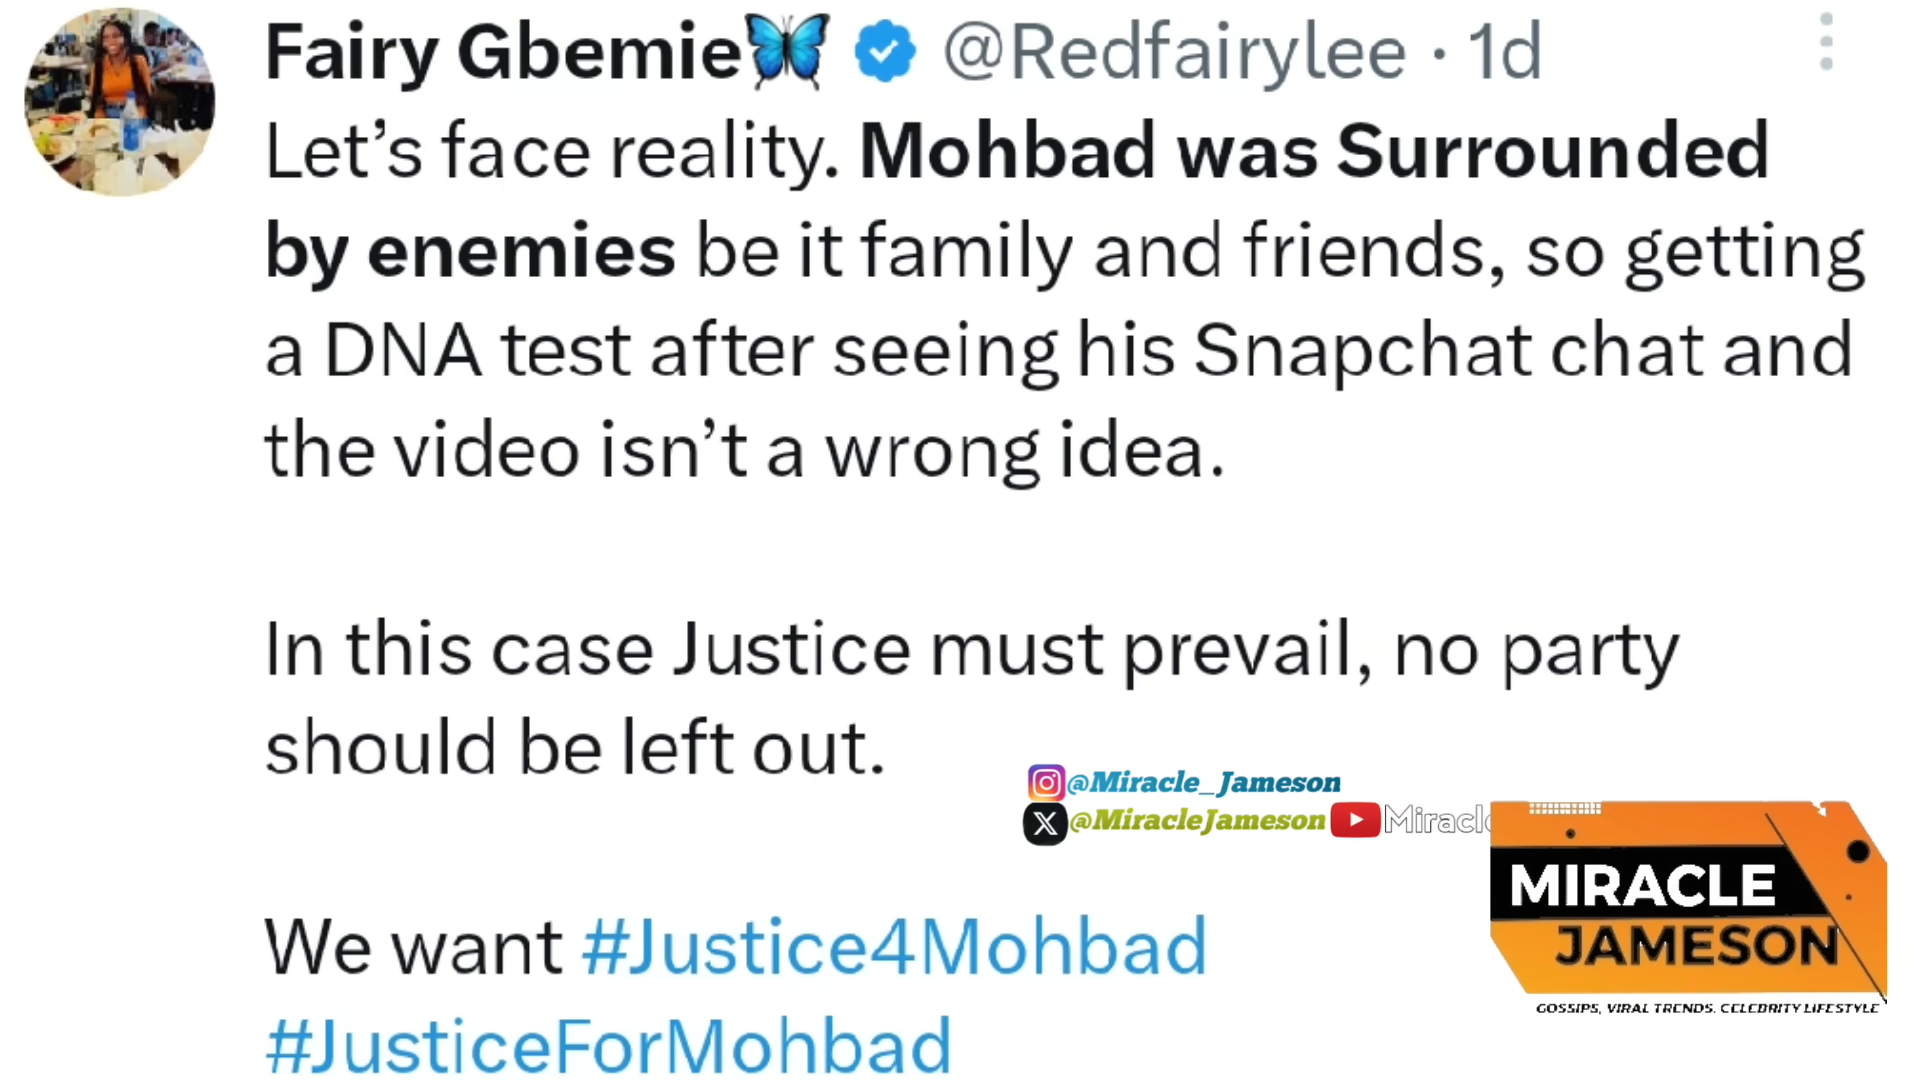 Fairy Gbemie🦋 @Redfairylee · 1d
Let’s face reality. Mohbad was Surrounded
by enemies be it family and friends, so getting
a DNA test after seeing his Snapchat chat and
the video isn’t a wrong idea.
In this case Justice must prevail, no party
should be left out.
@Miracle_Jameson
@MiracleJameson
MIRACLE
JAMESON
GOSSIPS, VIRAL TRENDS. CELEBRITY LIFESTYLE
We want #Justice4Mohbad
#JusticeForMohbad